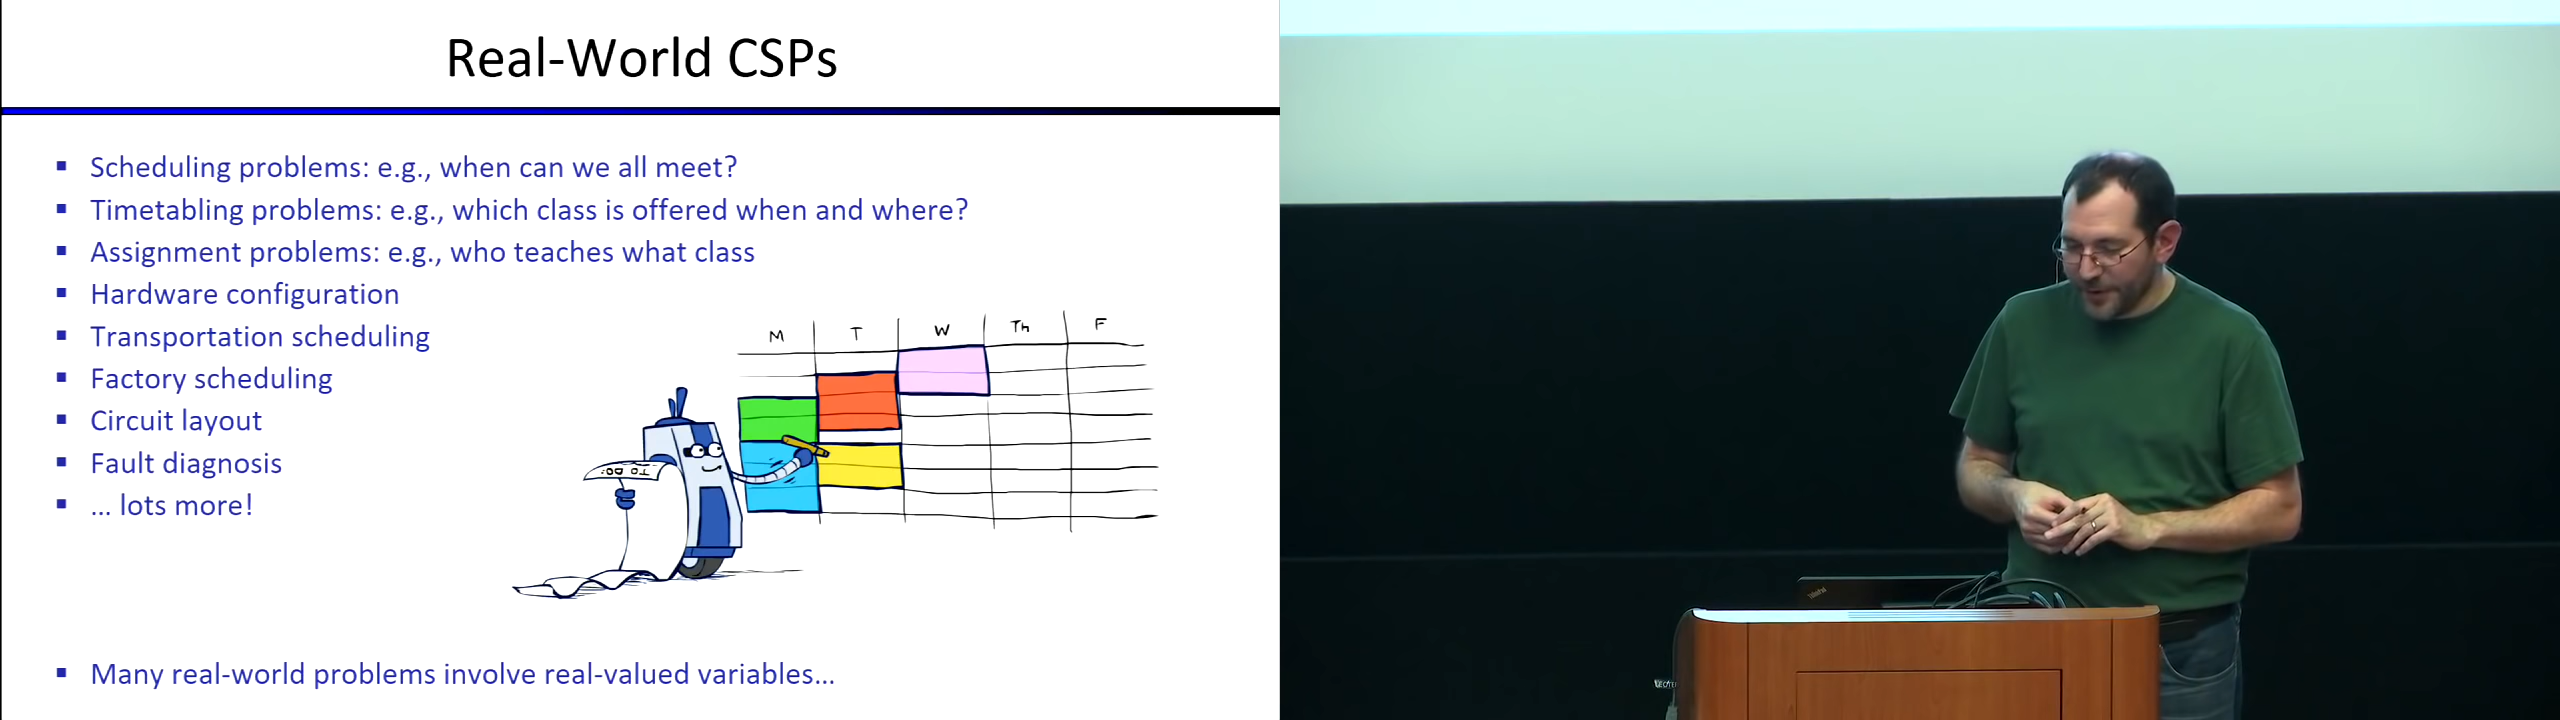 Real-World CSPs
Scheduling problems: e.g., when can we all meet?
Timetabling problems: e.g., which class is offered when and where?
Assignment problems: e.g., who teaches what class
Hardware configuration
Transportation scheduling
Factory scheduling
Circuit layout
Fault diagnosis
... lots more!
M T W Th F
TO DO:
Many real-world problems involve real-valued variables...
ThinkPad